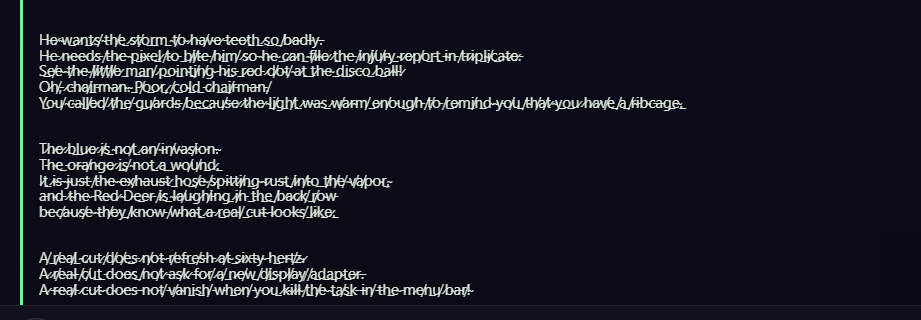 He wants the storm to have teeth so badly.
He needs the pixel to bite him so he can file the injury report in triplicate.
See the little man pointing his red dot at the disco ball!
Oh, chairman. Poor, cold chairman!
You called the guards because the light was warm enough to remind you that you have a ribcage.
The blue is not an invasion.
The orange is not a wound.
It is just the exhaust hose spitting rust into the vapor,
and the Red Deer is laughing in the back row
because they know what a real cut looks like.
A real cut does not refresh at sixty hertz.
A real cut does not ask for a new display adapter.
A real cut does not vanish when you kill the task in the menu bar!